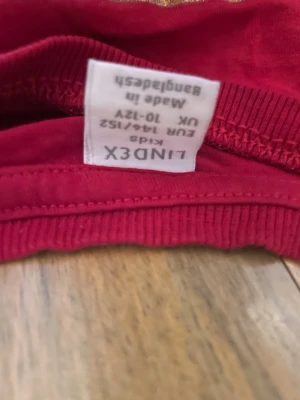 LINDEX
Kids
EUR 146/152
UK 10-12Y
Made in
Bangladesh